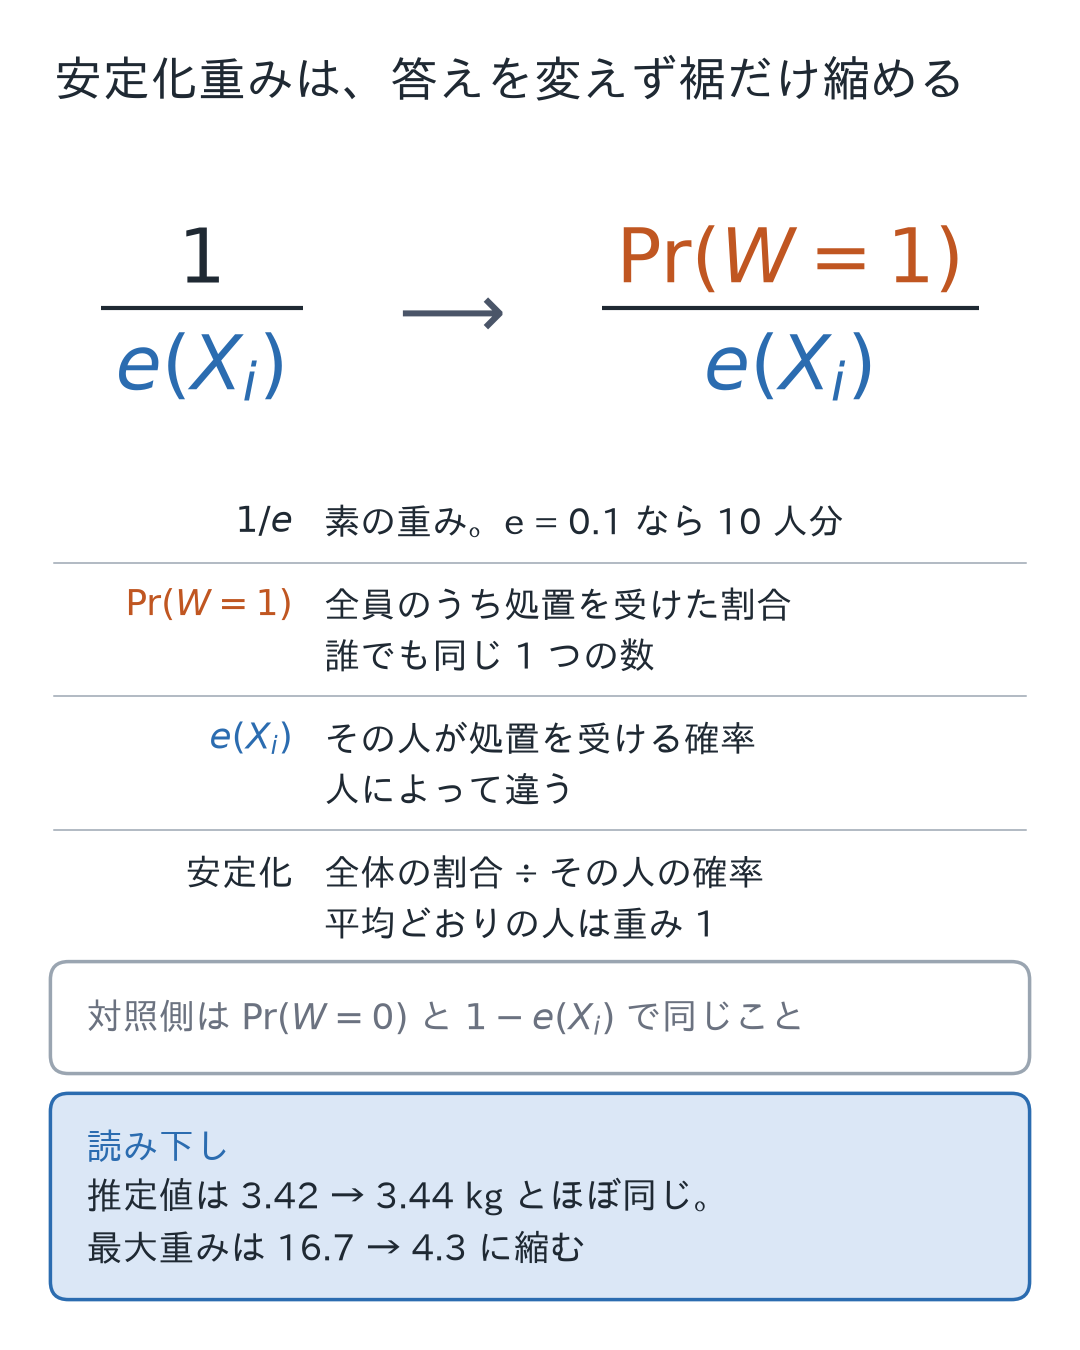 安定化重みは、答えを変えず裾だけ縮める
1
e(Xᵢ)
⟶
Pr(W = 1)
e(Xᵢ)
1/e 素の重み。e = 0.1 なら 10 人分
Pr(W = 1) 全員のうち処置を受けた割合
誰でも同じ 1 つの数
e(Xᵢ) その人が処置を受ける確率
人によって違う
安定化 全体の割合 ÷ その人の確率
平均どおりの人は重み 1
対照側は Pr(W = 0) と 1 − e(Xᵢ) で同じこと
読み下し
推定値は 3.42 → 3.44 kg とほぼ同じ。
最大重みは 16.7 → 4.3 に縮む